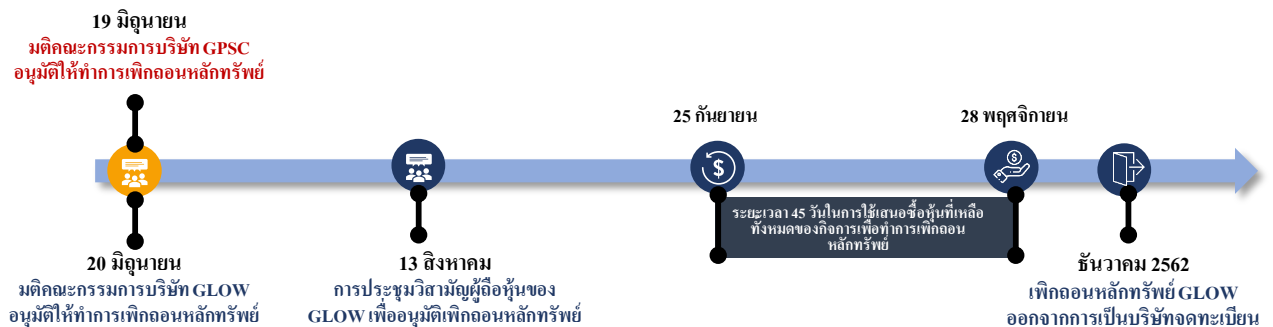 19 มิถุนายน
มติคณะกรรมการบริษัท GPSC
อนุมัติให้ทำการเพิกถอนหลักทรัพย์
20 มิถุนายน
มติคณะกรรมการบริษัท GLOW
อนุมัติให้ทำการเพิกถอนหลักทรัพย์
13 สิงหาคม
การประชุมวิสามัญผู้ถือหุ้นของ
GLOW เพื่ออนุมัติเพิกถอนหลักทรัพย์
25 กันยายน
28 พฤศจิกายน
ระยะเวลา 45 วันในการใช้เสนอซื้อหุ้นที่เหลือ
ทั้งหมดของกิจการเพื่อทำการเพิกถอน
หลักทรัพย์
ธันวาคม 2562
เพิกถอนหลักทรัพย์ GLOW
ออกจากการเป็นบริษัทจดทะเบียน